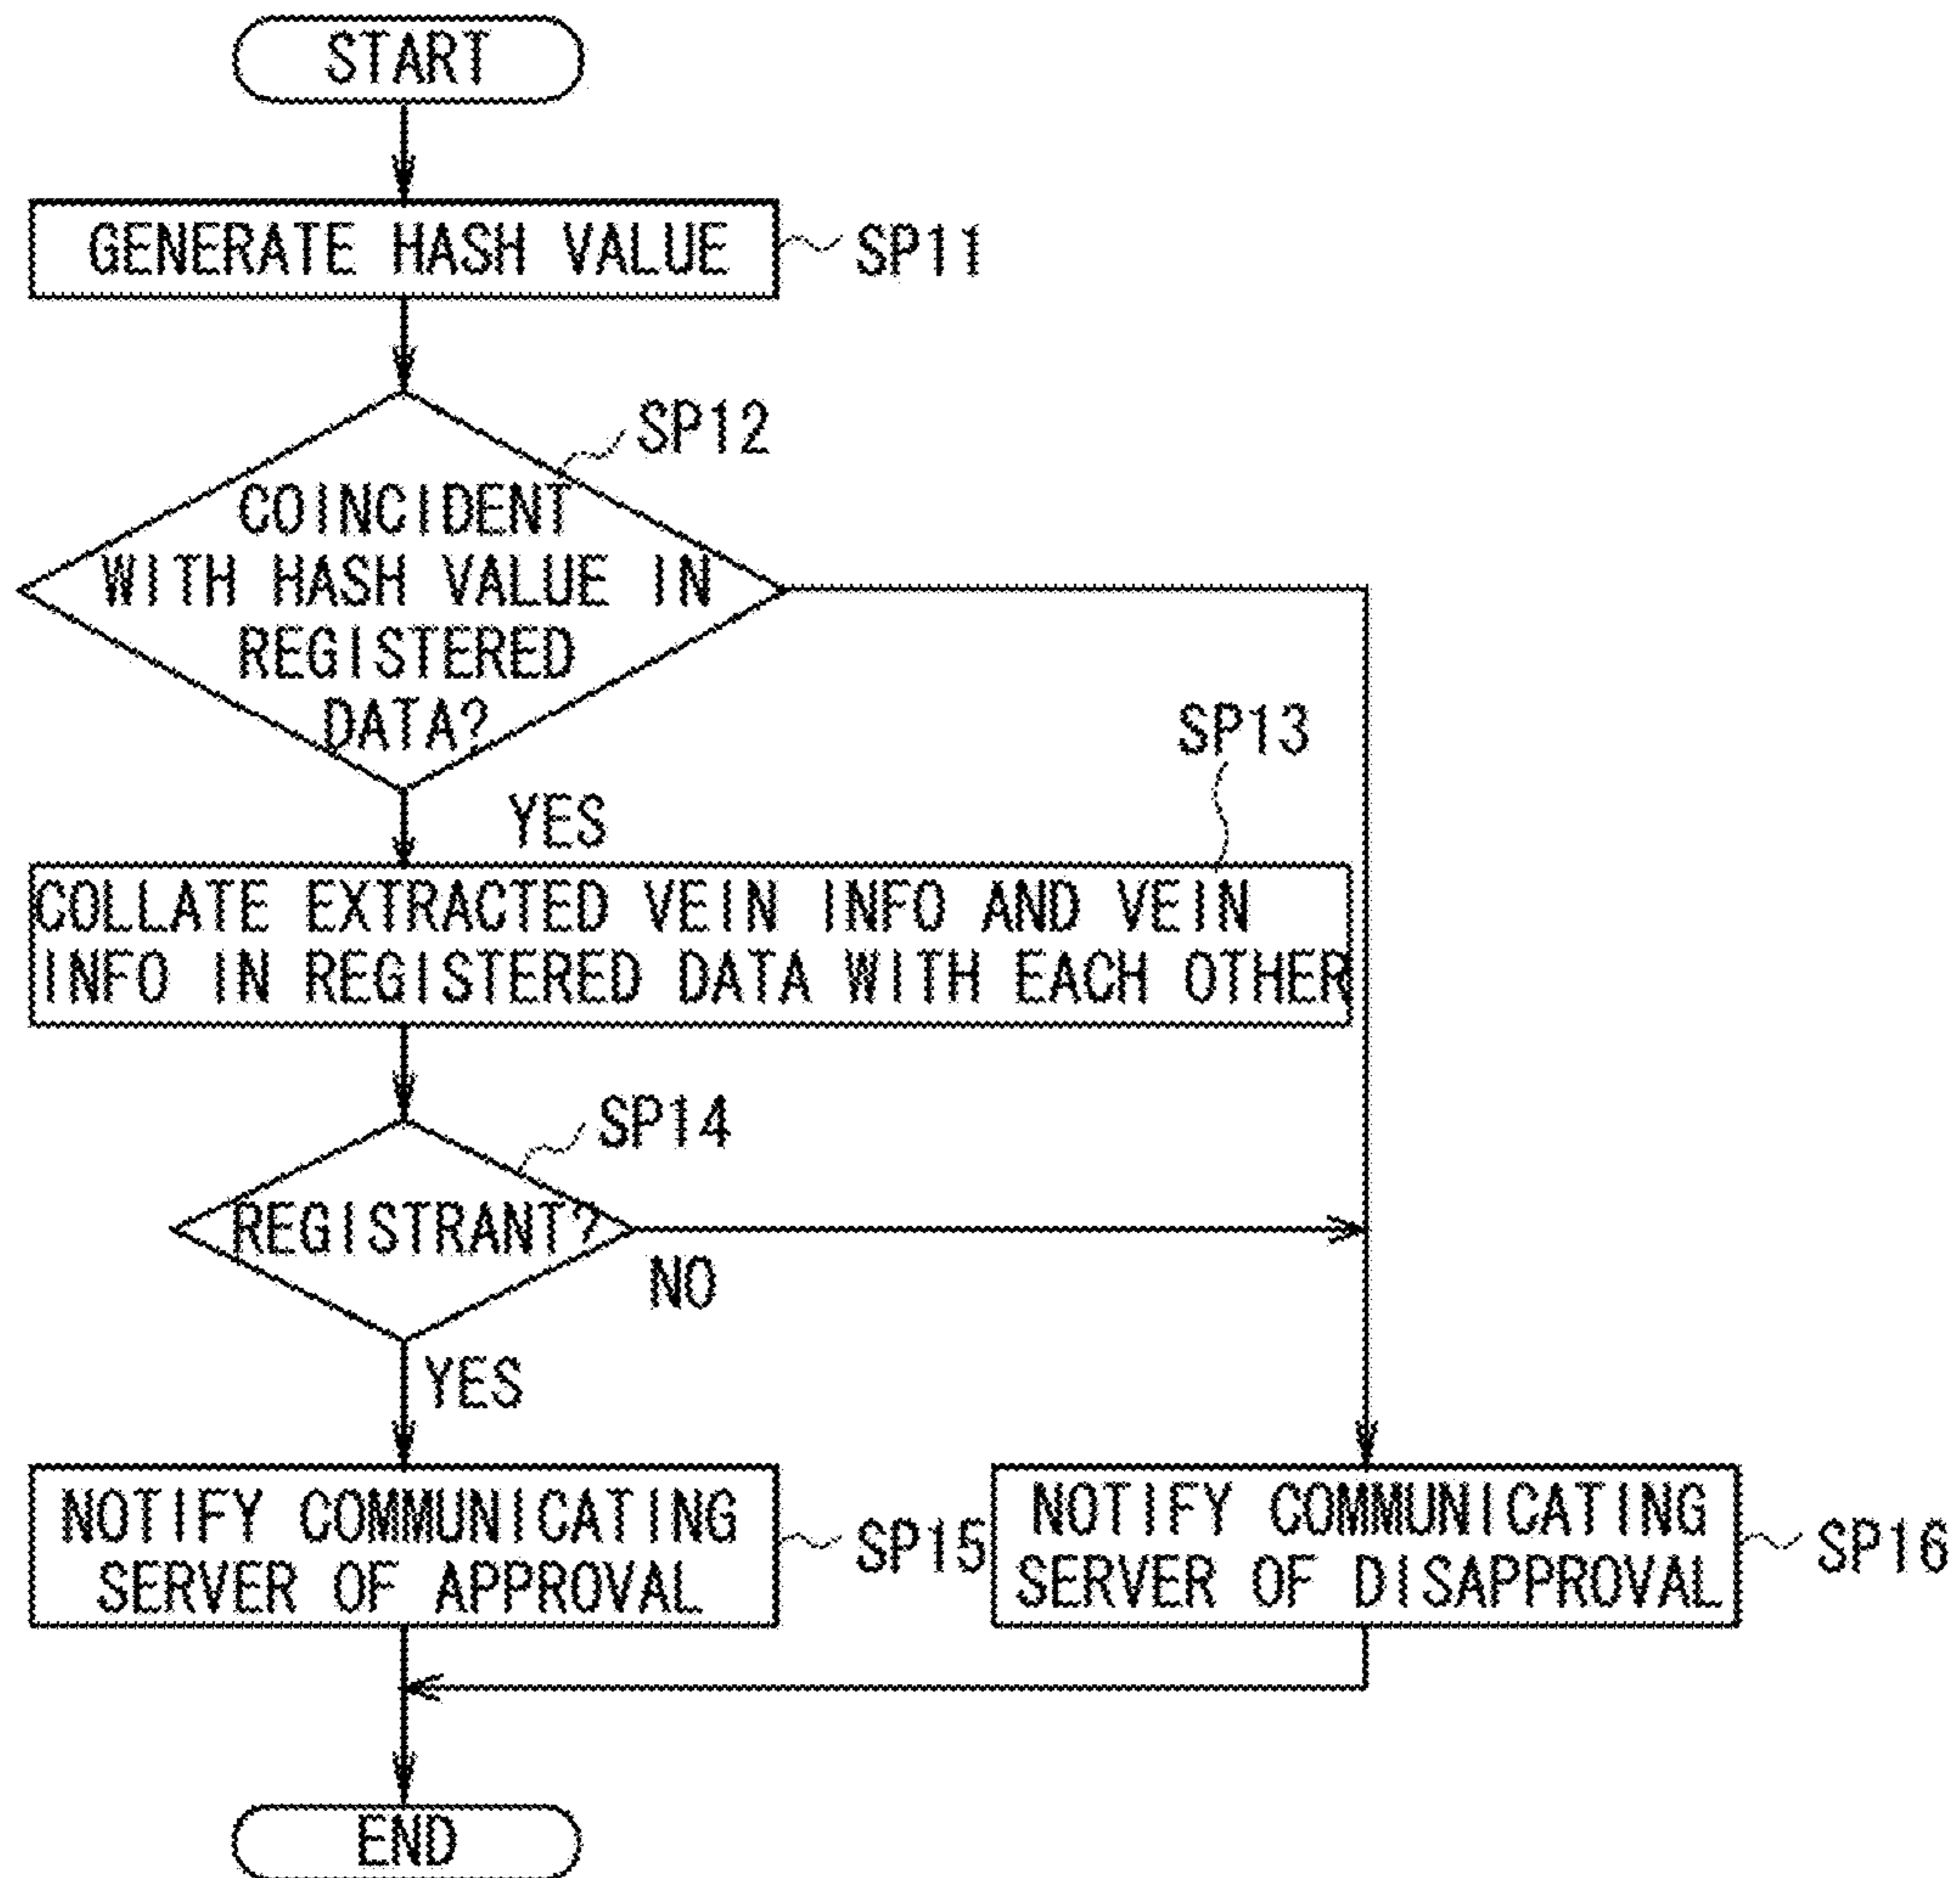 START
GENERATE HASH VALUE
SP11
SP12
COINCIDENT
WITH HASH VALUE IN
REGISTERED
DATA?
YES
SP13
COLLATE EXTRACTED VEIN INFO AND VEIN
INFO IN REGISTERED DATA WITH EACH OTHER
SP14
REGISTRANT?
NO
YES
NOTIFY COMMUNICATING
SERVER OF APPROVAL
SP15
NOTIFY COMMUNICATING
SERVER OF DISAPPROVAL
SP16
END